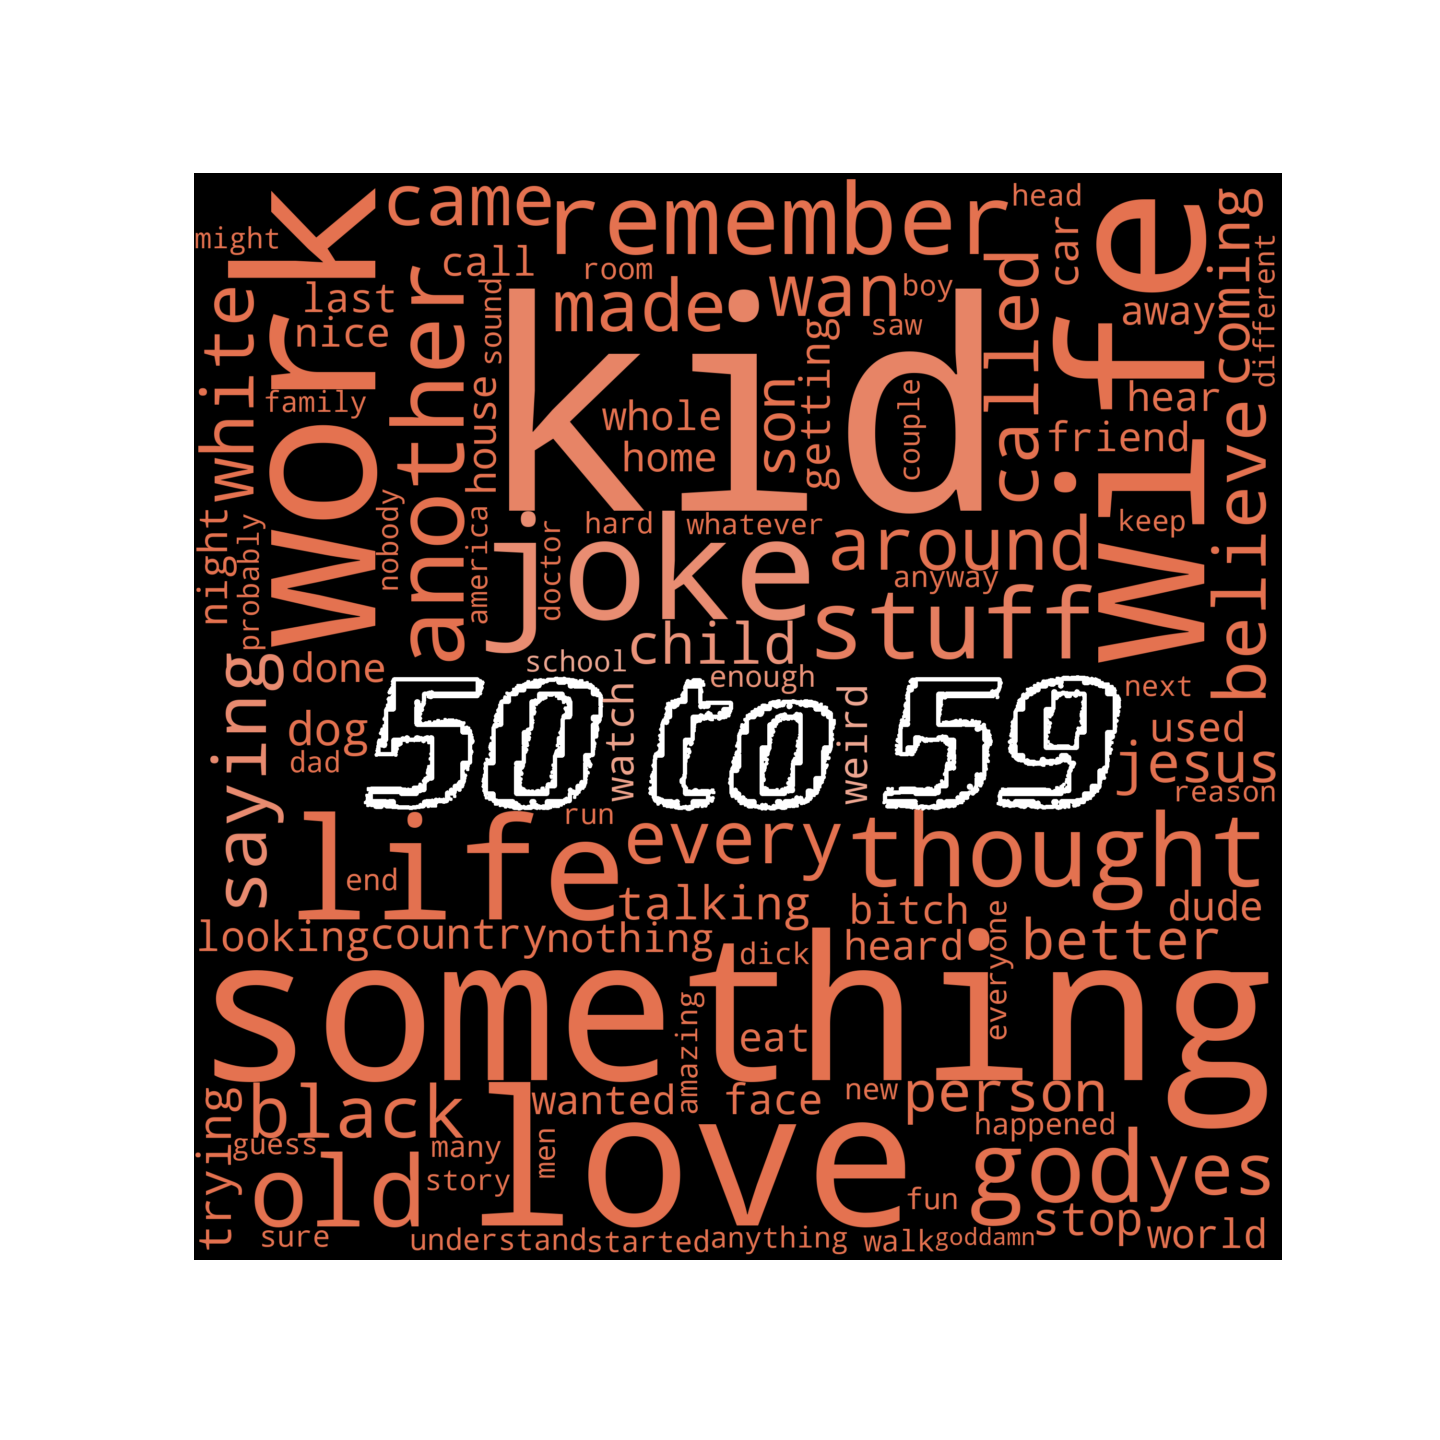 came
remember
head
might
work
wife
coming
call
room
wan
boy
car
different
last
made
away
nice
another
sound
kid
saw
called
white
family
house
whole
son
getting
couple
hear
home
friend
believe
night
probably
nobody
america
doctor
hard
whatever
around
keep
joke
anyway
stuff
child
saying
done
school
enough
next
50 to 59
dog
dad
watch
weird
used
jesus
reason
run
life
every
thought
end
talking
bitch
dude
looking
country
nothing
dick
heard
everyone
better
something
amazing
eat
trying
black
wanted
face
new
person
guess
many
men
love
happened
old
story
fun
god
yes
sure
understand
started
anything
walk
goddamn
stop
world